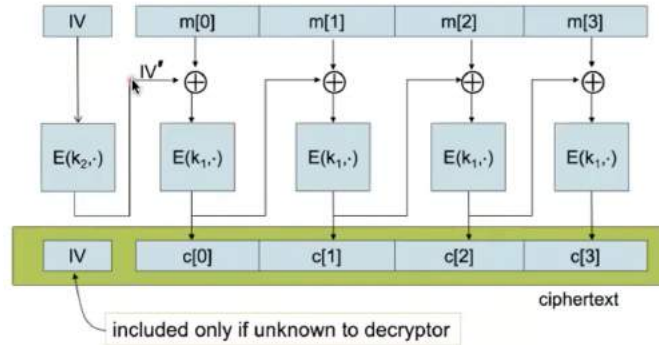 IV m[0] m[1] m[2] m[3]
IV'
E(k₂,·) E(k₁,·) E(k₁,·) E(k₁,·) E(k₁,·)
IV c[0] c[1] c[2] c[3]
ciphertext
included only if unknown to decryptor